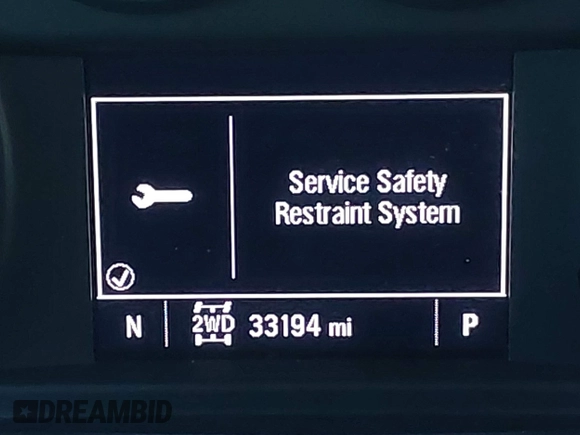 Service Safety
Restraint System
N 2WD 33194 mi P
DREAMBID